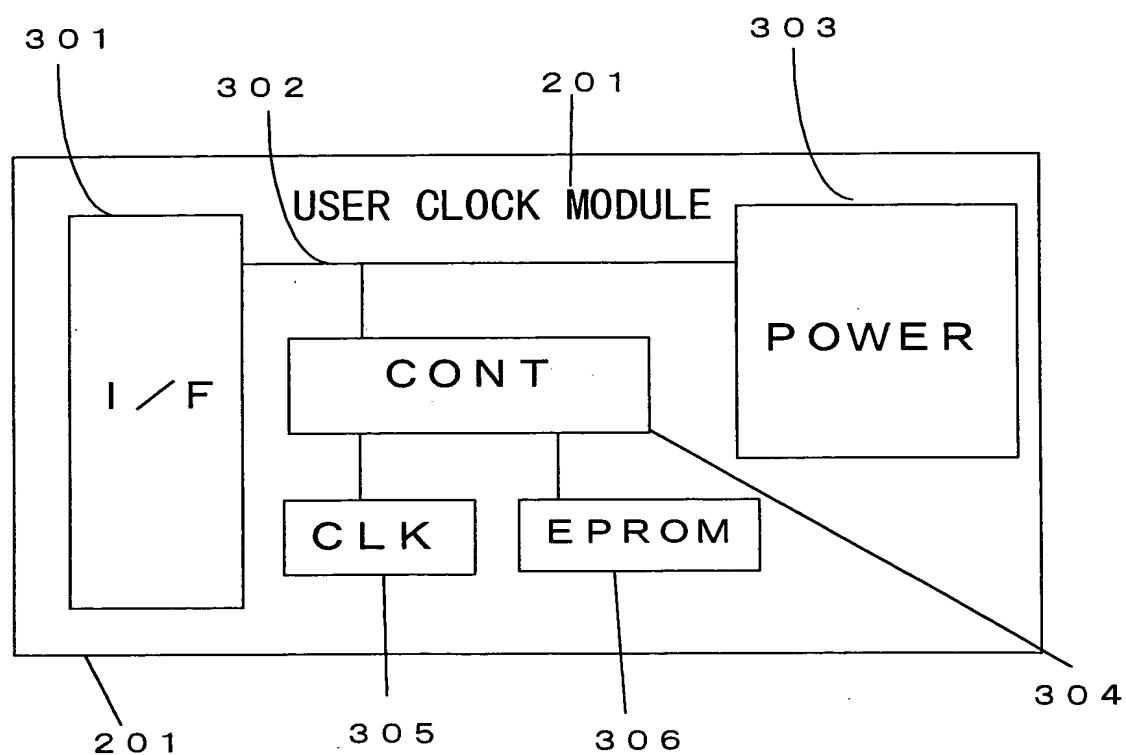 301
303
302
201
USER CLOCK MODULE
POWER
CONT
I/F
CLK
EPROM
304
201
305
306